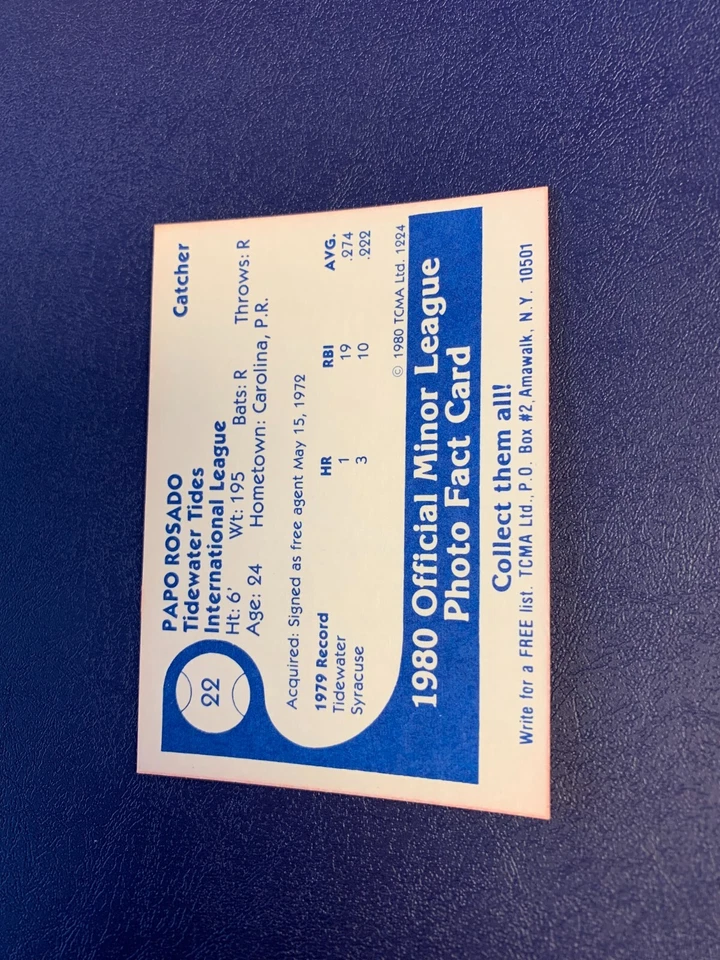 22
PAPO ROSADO Catcher
Tidewater Tides
International League
Ht: 6' Wt: 195 Bats: R Throws: R
Age: 24 Hometown: Carolina, P.R.
Acquired: Signed as free agent May 15, 1972
1979 Record HR RBI AVG.
Tidewater 1 19 .274
Syracuse 3 10 .222
© 1980 TCMA Ltd. 1224
1980 Official Minor League
Photo Fact Card
Collect them all!
Write for a FREE list. TCMA Ltd., P.O. Box #2, Amawalk, N.Y. 10501